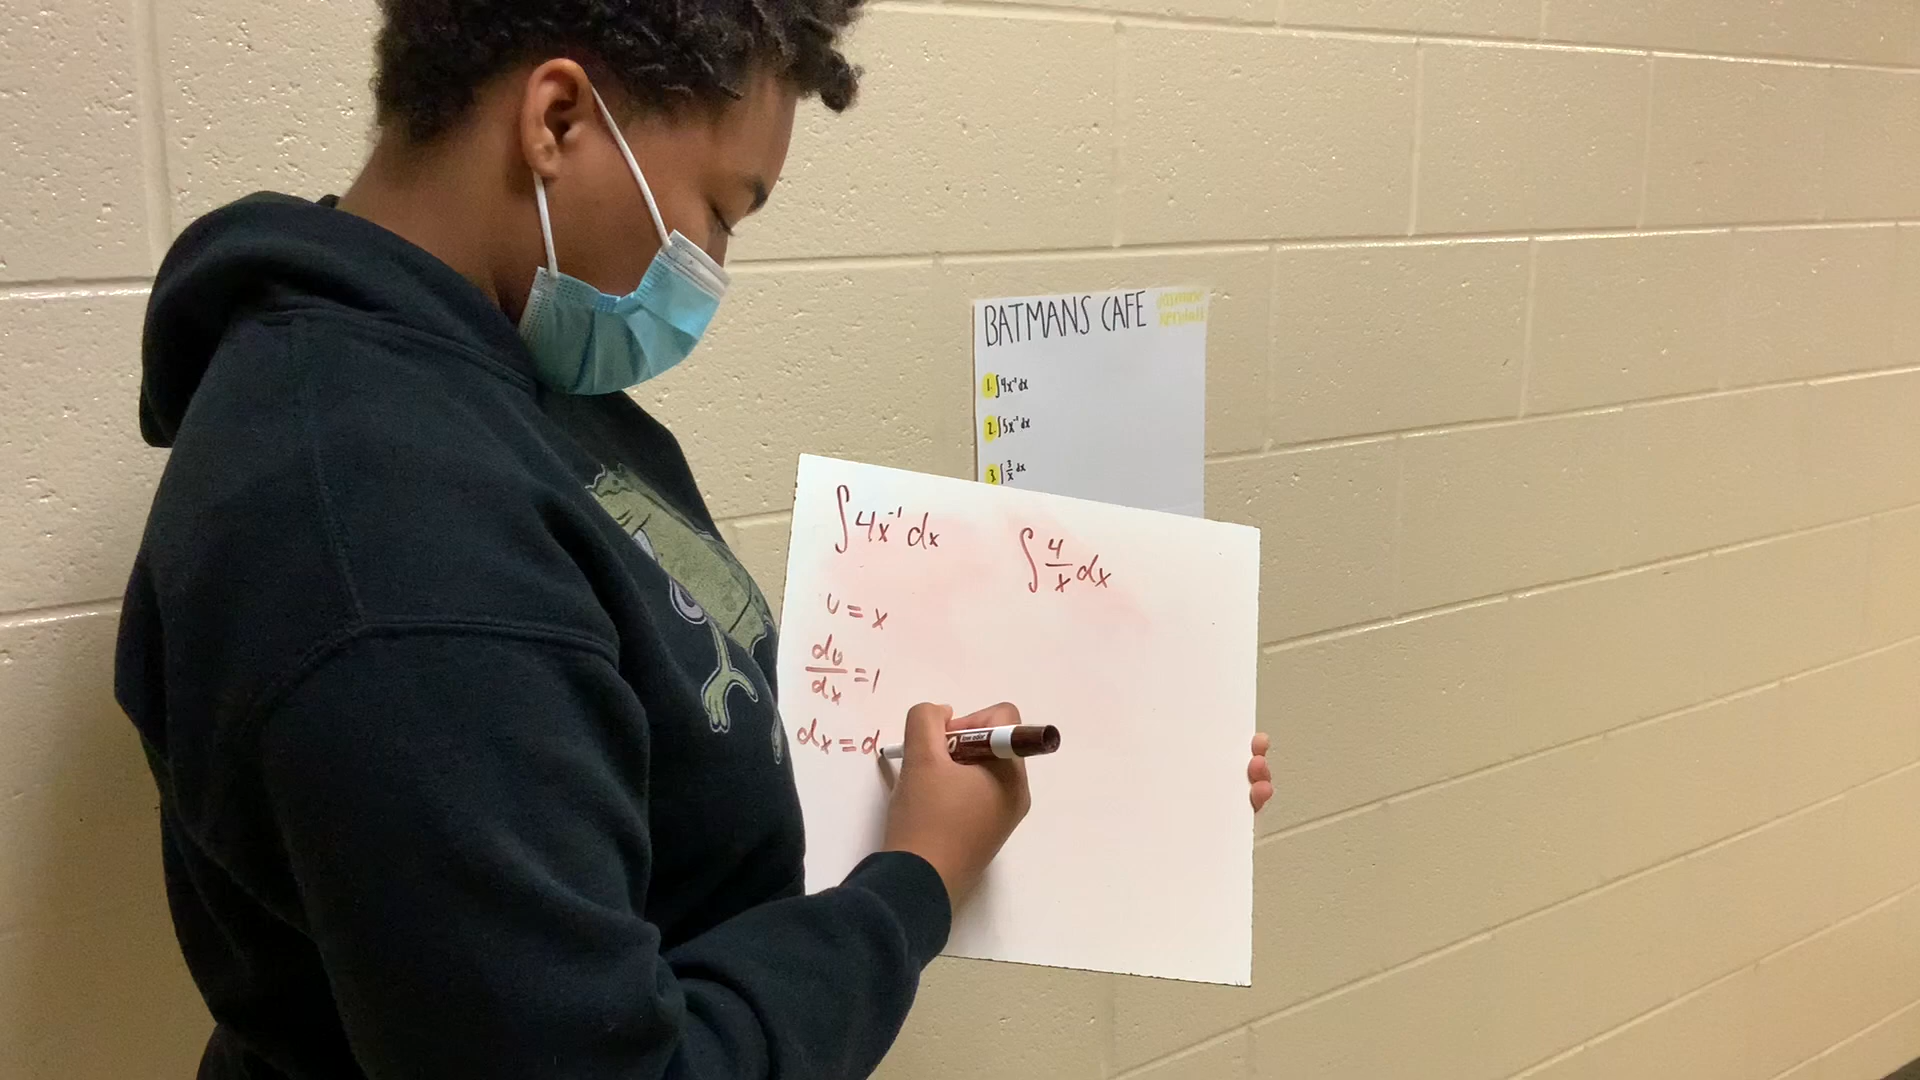 BATMANS CAFE
1. ∫4x⁻¹ dx
2. ∫5x⁻¹ dx
3. ∫3/x dx
∫4x⁻¹ dx
∫4/x dx
u = x
du/dx = 1
dx = d